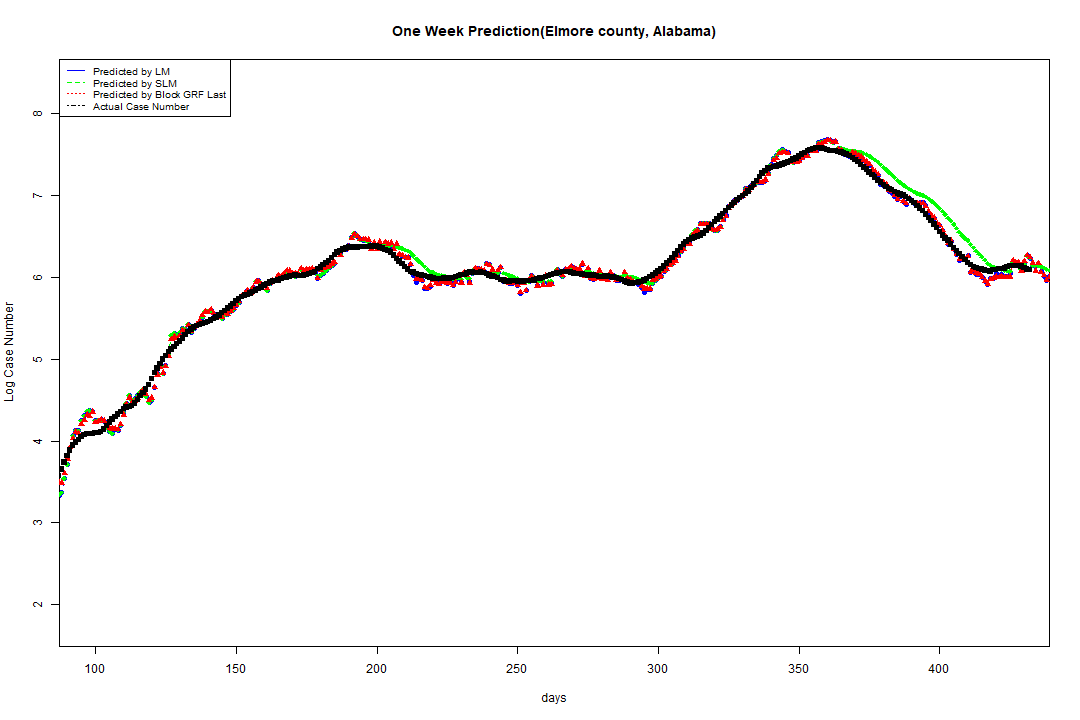 One Week Prediction(Elmore county, Alabama)
Predicted by LM
Predicted by SLM
Predicted by Block GRF Last
Actual Case Number
8
7
6
5
4
3
2
Log Case Number
100 150 200 250 300 350 400
days